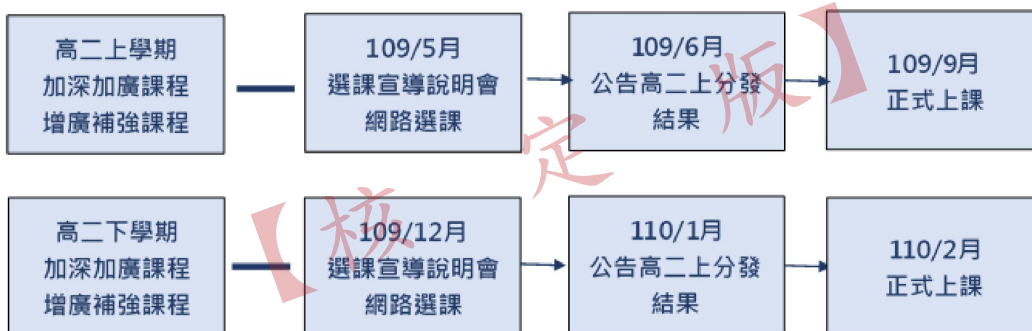 高二上學期
加深加廣課程
增廣補強課程
109/5月
選課宣導說明會
網路選課
109/6月
公告高二上分發
結果
109/9月
正式上課
高二下學期
加深加廣課程
增廣補強課程
109/12月
選課宣導說明會
網路選課
110/1月
公告高二上分發
結果
110/2月
正式上課
【核定版】